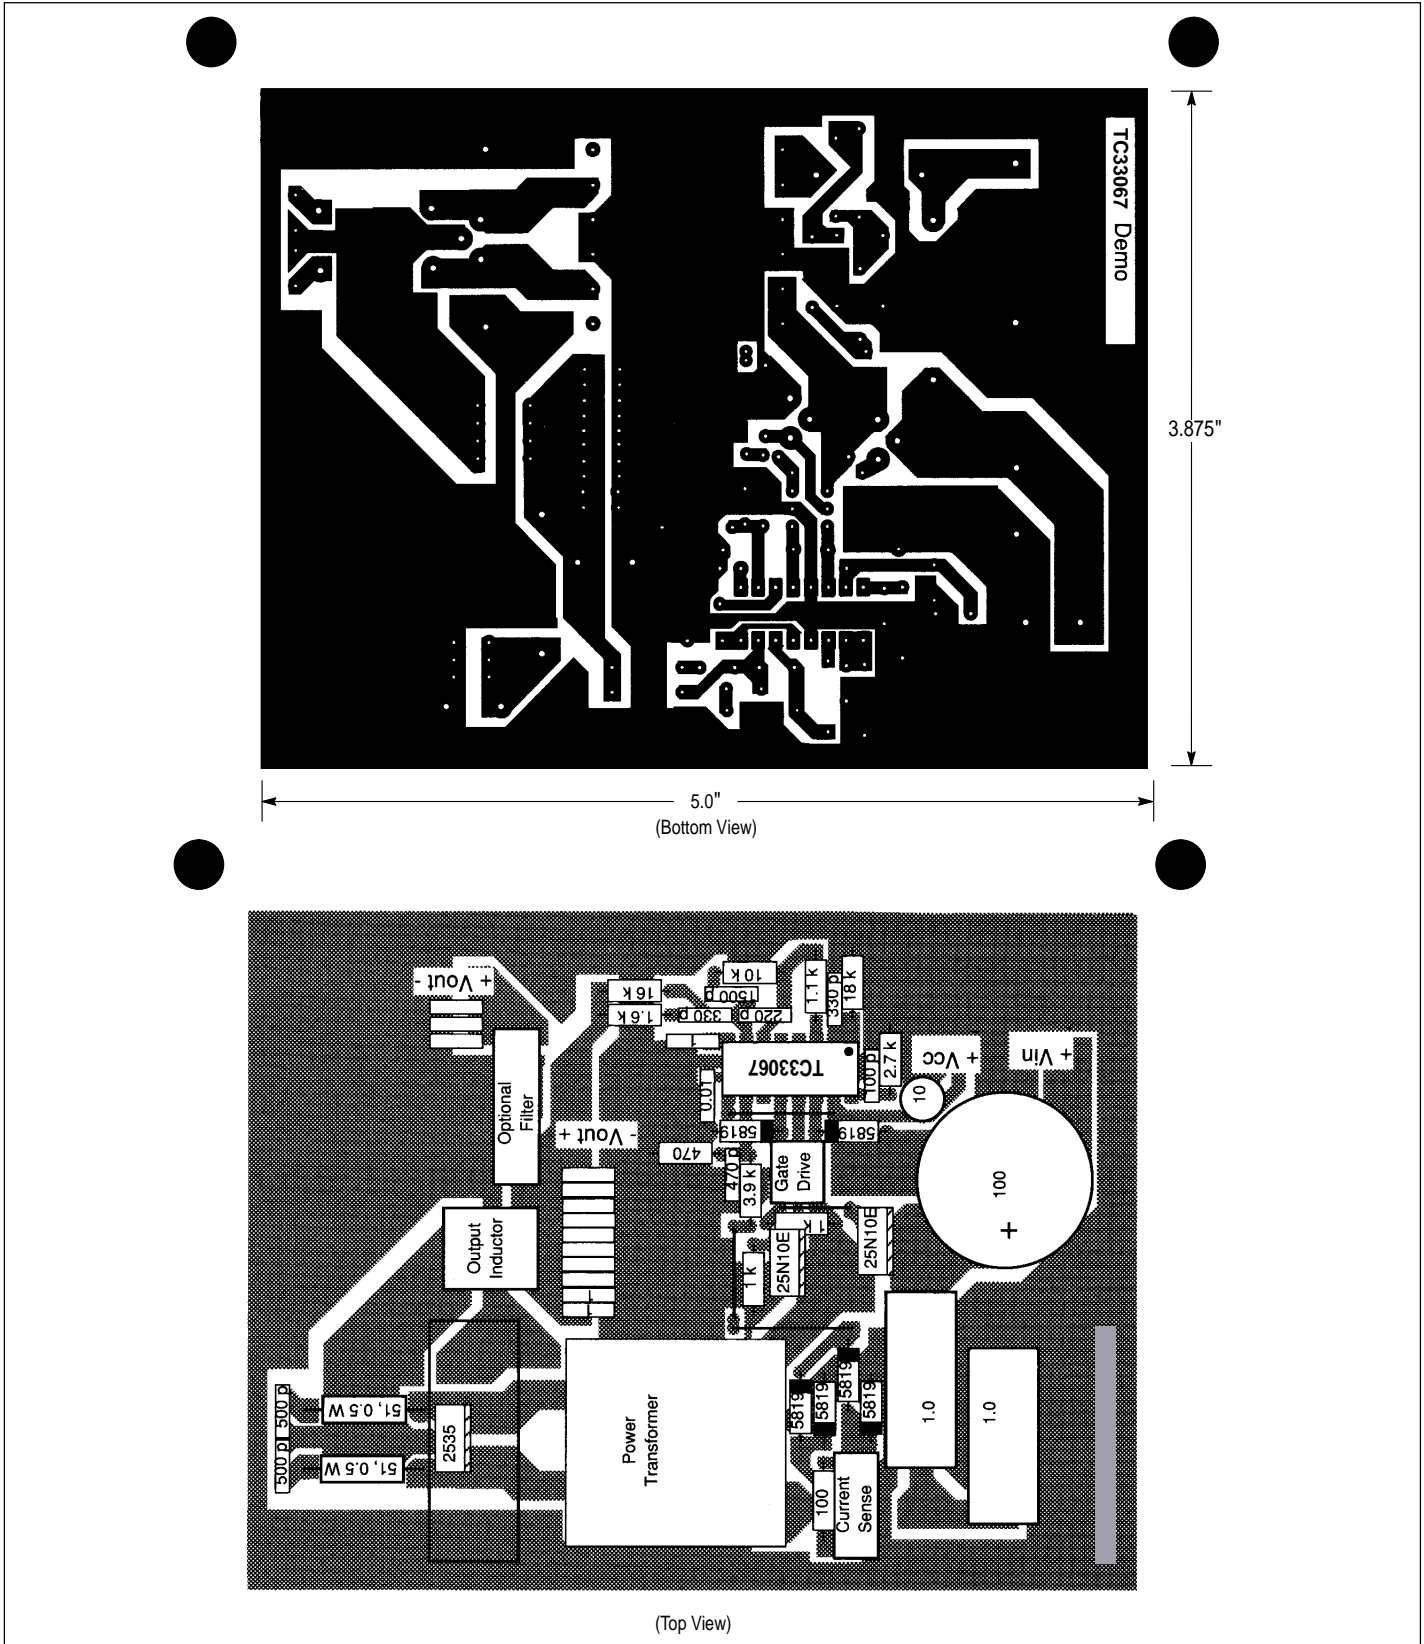 TC33067 Demo
3.875"
5.0"
(Bottom View)
+ Vout -
16 k
1.6 k
10 k
1500 p
330 p
220 p
1.1 k
330 p
18 k
TC33067
100 p
2.7 k
+ Vcc
+ Vin
10
0.01
5819
5819
470
470 p
3.9 k
Gate
Drive
Optional
Filter
- Vout +
100
+
Output
Inductor
1 k
1 k
25N10E
25N10E
500 p
500 p
51, 0.5 W
51, 0.5 W
2535
Power
Transformer
5819
5819
5819
5819
1.0
1.0
100
Current
Sense
(Top View)